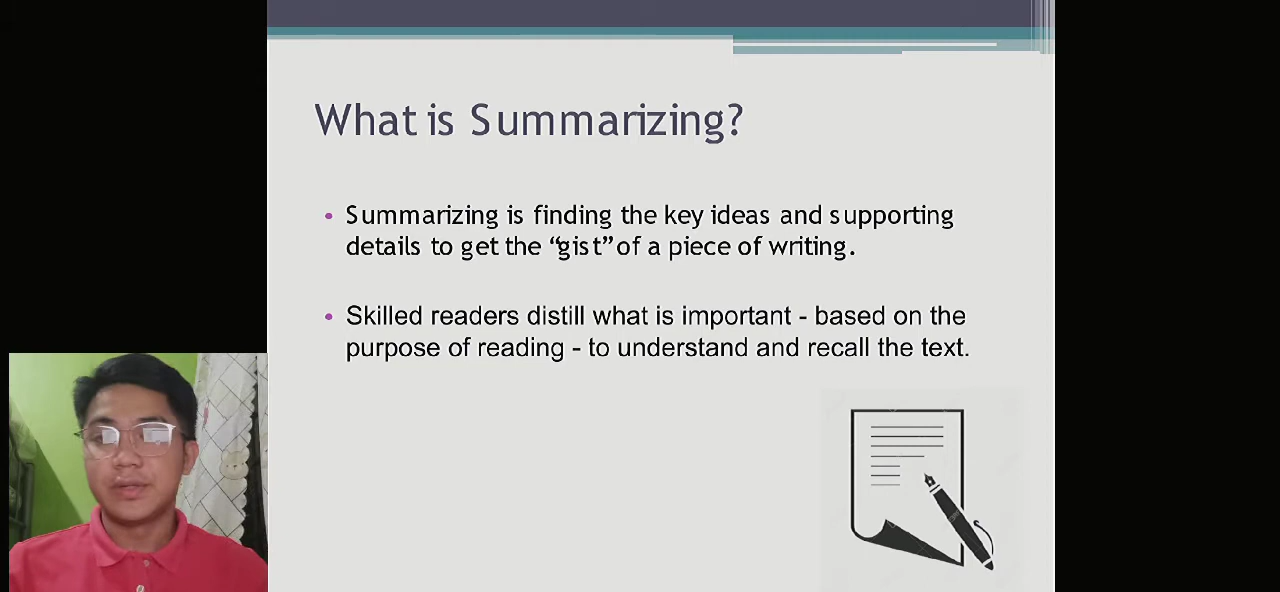 What is Summarizing?
• Summarizing is finding the key ideas and supporting
details to get the “gist” of a piece of writing.
• Skilled readers distill what is important - based on the
purpose of reading - to understand and recall the text.